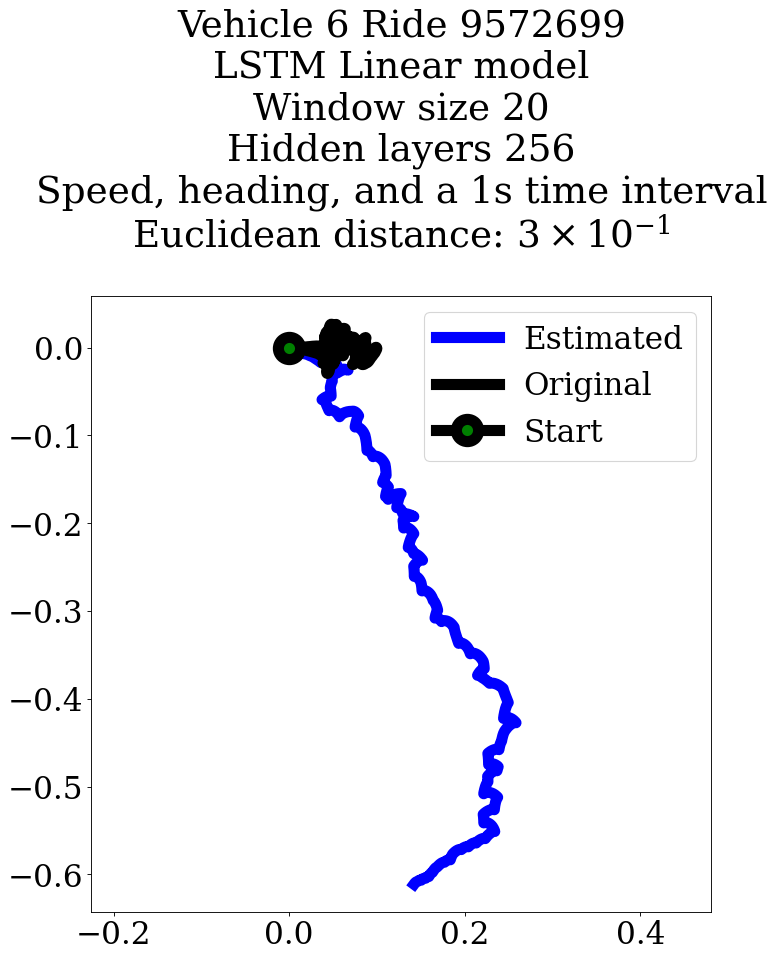 Vehicle 6 Ride 9572699
LSTM Linear model
Window size 20
Hidden layers 256
Speed, heading, and a 1s time interval
Euclidean distance: 3 × 10⁻¹
Estimated
Original
Start
0.0
−0.1
−0.2
−0.3
−0.4
−0.5
−0.6
−0.2 0.0 0.2 0.4